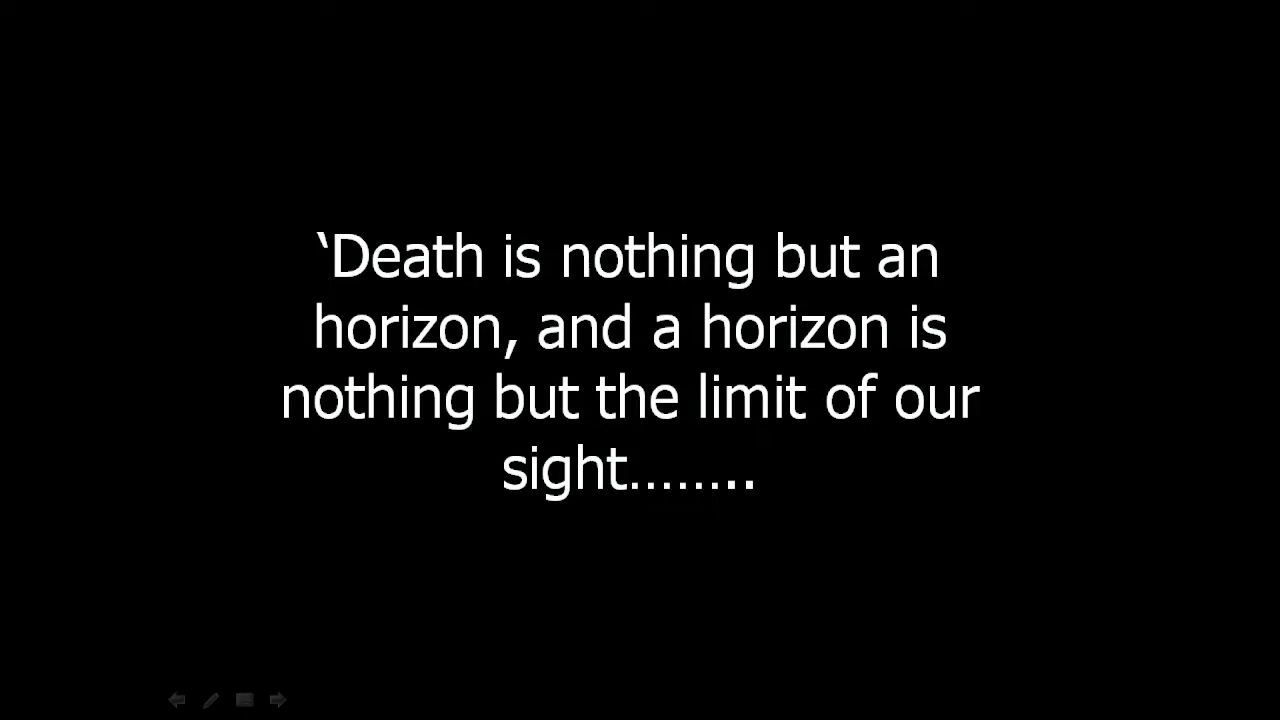 ‘Death is nothing but an
horizon, and a horizon is
nothing but the limit of our
sight……..